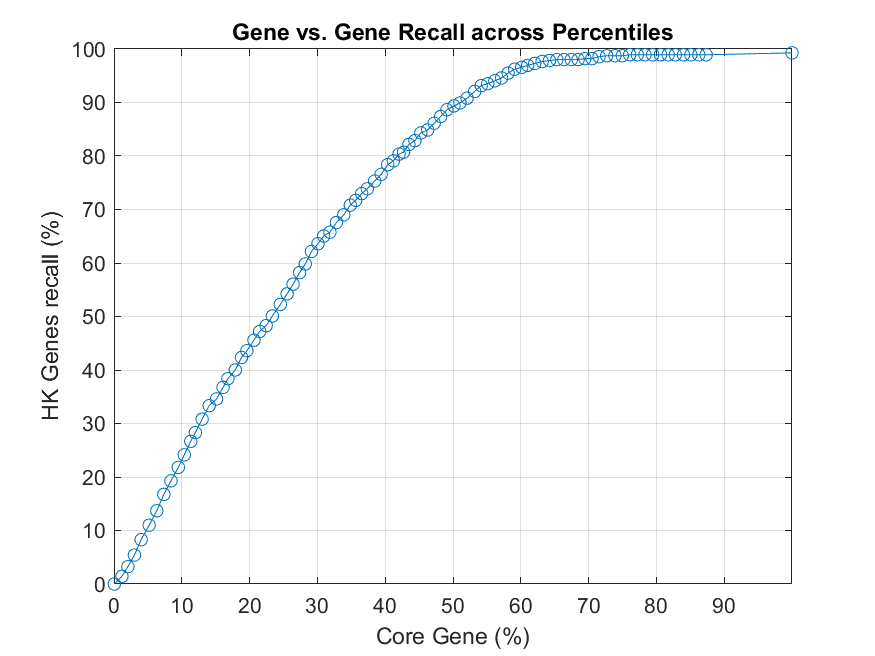 Gene vs. Gene Recall across Percentiles
100
90
80
70
60
50
40
30
20
10
0
HK Genes recall (%)
0 10 20 30 40 50 60 70 80 90
Core Gene (%)